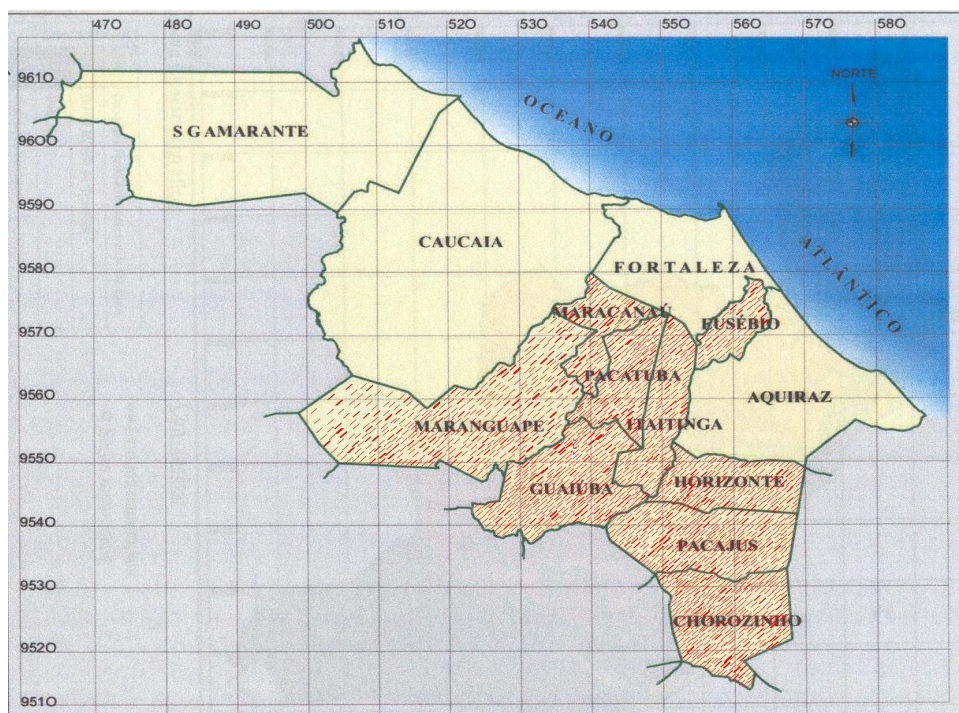 470 480 490 500 510 520 530 540 550 560 570 580
9610
NORTE
OCEANO
S G AMARANTE
9600
9590
CAUCAIA
ATLÂNTICO
FORTALEZA
9580
MARACANAÚ
EUSÉBIO
9570
PACATUBA
AQUIRAZ
9560
MARANGUAPE
ITAITINGA
9550
HORIZONTE
GUAIÚBA
9540
PACAJUS
9530
CHOROZINHO
9520
9510